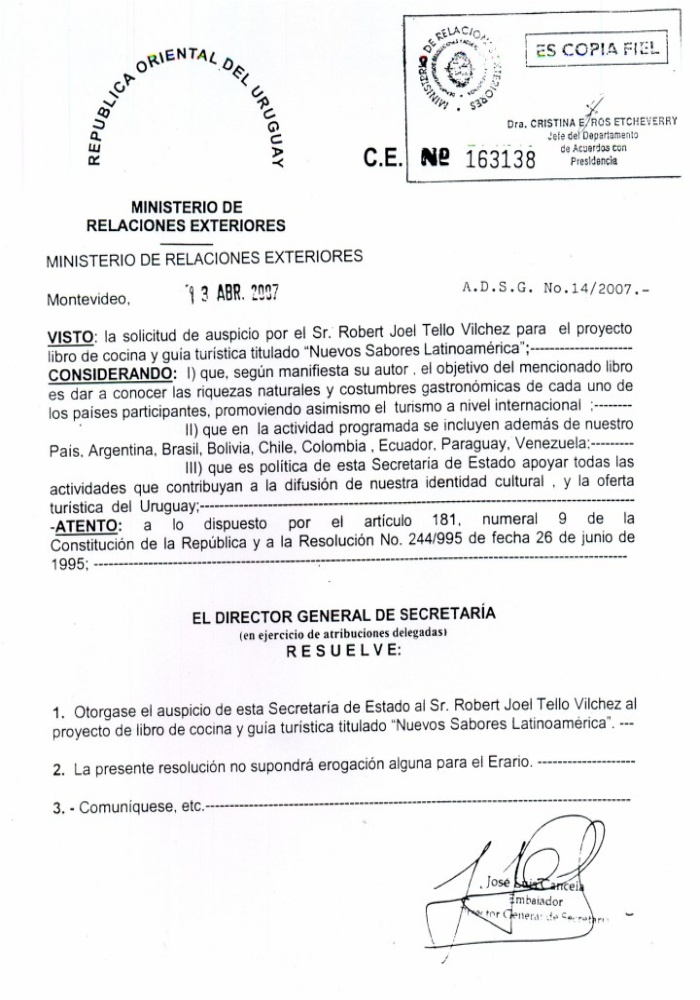 REPUBLICA ORIENTAL DEL URUGUAY
MINISTERIO DE RELACIONES EXTERIORES
ES COPIA FIEL
Dra. CRISTINA E. ROS ETCHEVERRY
Jefe del Departamento
de Acuerdos con
Presidencia
C.E. Nº 163138
MINISTERIO DE
RELACIONES EXTERIORES
MINISTERIO DE RELACIONES EXTERIORES
Montevideo, 13 ABR. 2007
A.D.S.G. No.14/2007.-
VISTO: la solicitud de auspicio por el Sr. Robert Joel Tello Vilchez para el proyecto
libro de cocina y guía turística titulado “Nuevos Sabores Latinoamérica”;--------------------
CONSIDERANDO: I) que, según manifiesta su autor , el objetivo del mencionado libro
es dar a conocer las riquezas naturales y costumbres gastronómicas de cada uno de
los países participantes, promoviendo asimismo el turismo a nivel internacional ;--------
II) que en la actividad programada se incluyen además de nuestro
País, Argentina, Brasil, Bolivia, Chile, Colombia , Ecuador, Paraguay, Venezuela;---------
III) que es política de esta Secretaría de Estado apoyar todas las
actividades que contribuyan a la difusión de nuestra identidad cultural , y la oferta
turística del Uruguay;--------------------------------------------------------------------------------
-ATENTO: a lo dispuesto por el artículo 181, numeral 9 de la
Constitución de la República y a la Resolución No. 244/995 de fecha 26 de junio de
1995; ----------------------------------------------------------------------------------------------------
EL DIRECTOR GENERAL DE SECRETARÍA
(en ejercicio de atribuciones delegadas)
R E S U E L V E:
1. Otorgase el auspicio de esta Secretaría de Estado al Sr. Robert Joel Tello Vilchez al
proyecto de libro de cocina y guía turística titulado “Nuevos Sabores Latinoamérica”. ---
2. La presente resolución no supondrá erogación alguna para el Erario. -------------------
3. - Comuníquese, etc.-----------------------------------------------------------------------------------
José Luis Cancela
Embajador
Director General de Secretaría